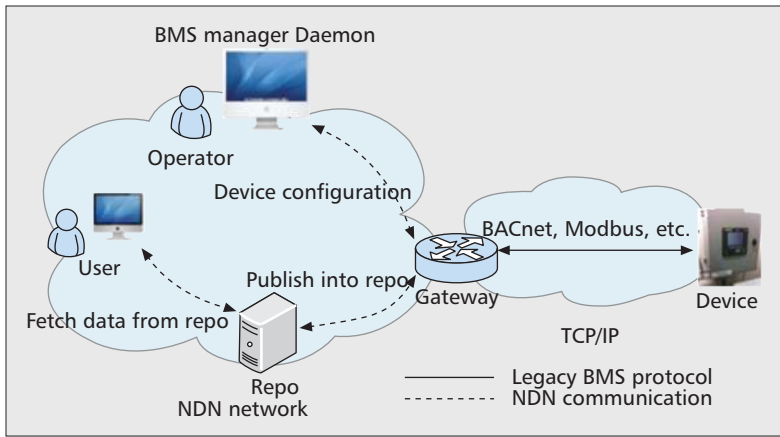 BMS manager Daemon
Operator
Device configuration
User
BACnet, Modbus, etc.
Publish into repo
Gateway
Device
Fetch data from repo
TCP/IP
Repo
NDN network
Legacy BMS protocol
NDN communication